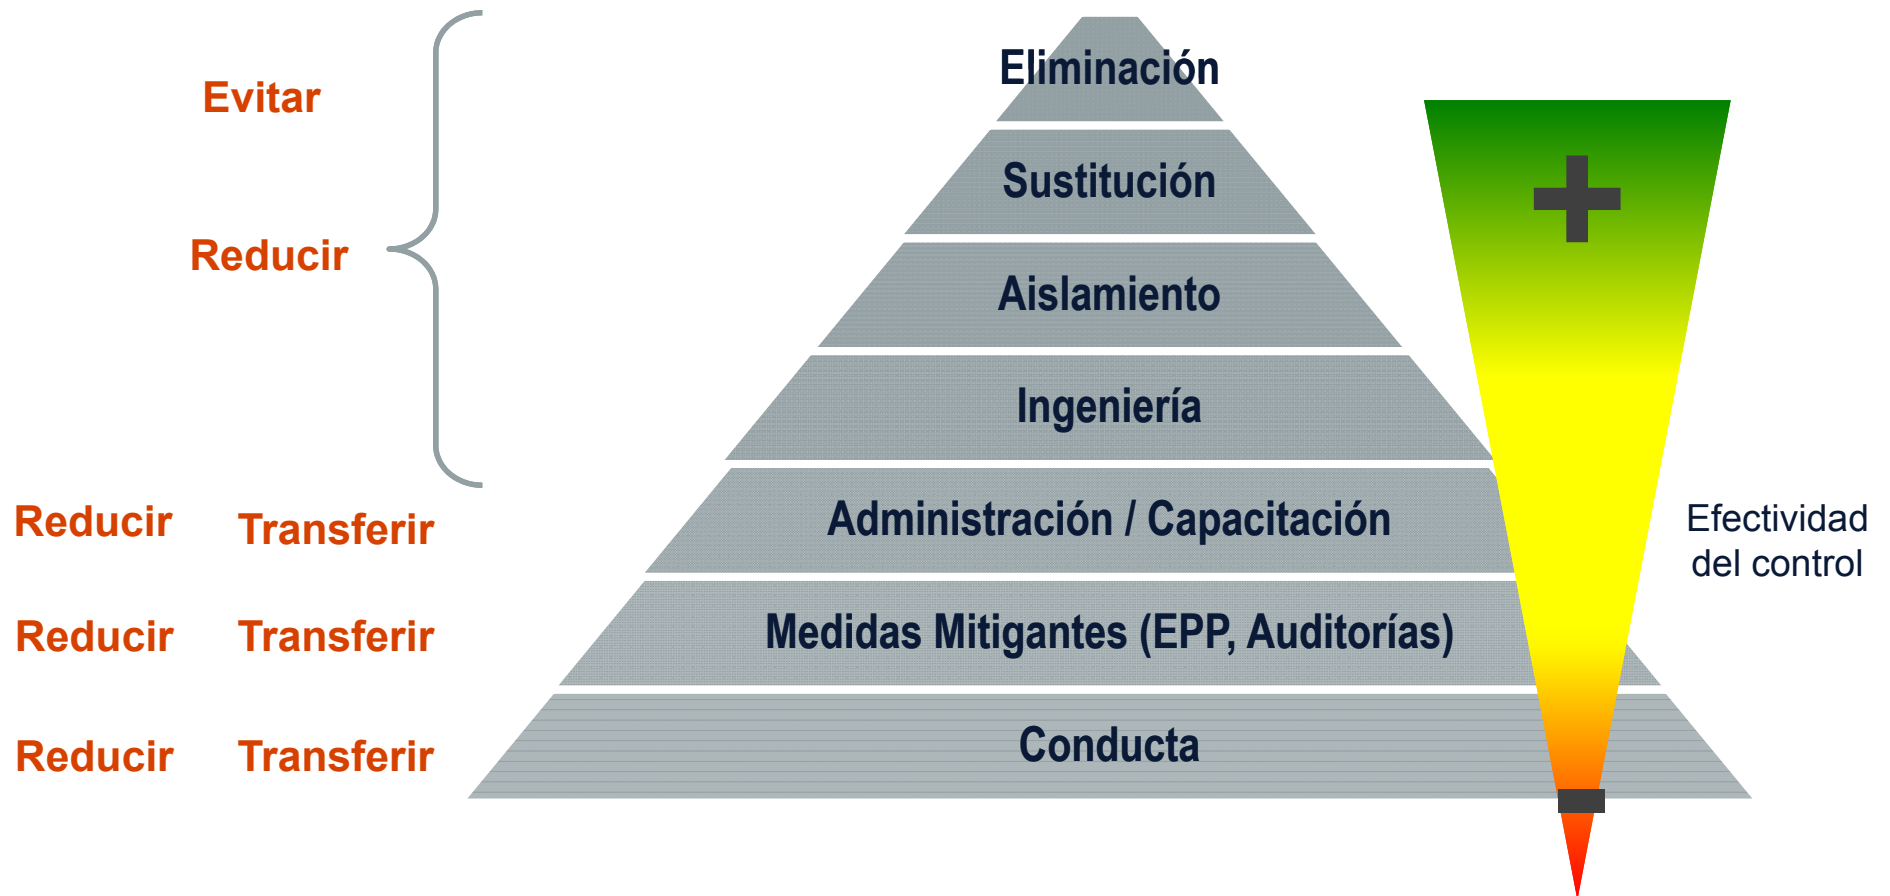 Evitar
Reducir
Eliminación
Sustitución
Aislamiento
Ingeniería
Reducir Transferir
Administración / Capacitación
Reducir Transferir
Medidas Mitigantes (EPP, Auditorías)
Reducir Transferir
Conducta
+
-
Efectividad
del control